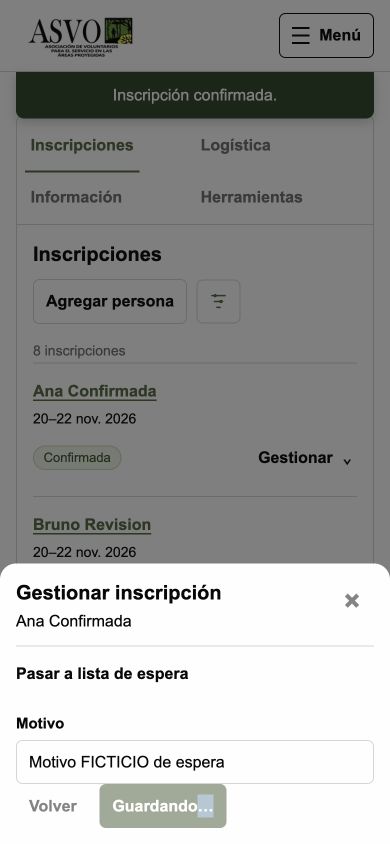 ASVO
ASOCIACIÓN DE VOLUNTARIOS
PARA EL SERVICIO EN LAS
ÁREAS PROTEGIDAS
Menú
Inscripción confirmada.
Inscripciones
Logística
Información
Herramientas
Inscripciones
Agregar persona
8 inscripciones
Ana Confirmada
20–22 nov. 2026
Confirmada
Gestionar
Bruno Revision
20–22 nov. 2026
Gestionar inscripción
Ana Confirmada
Pasar a lista de espera
Motivo
Motivo FICTICIO de espera
Volver
Guardando...